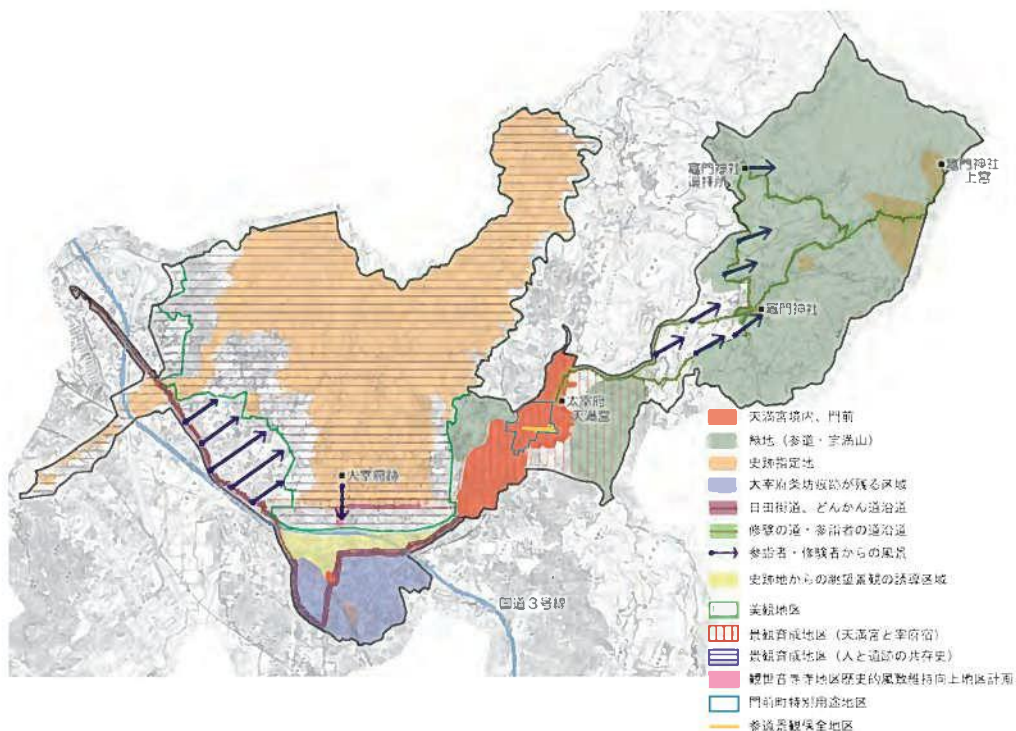 竈門神社
遥拝所
竈門神社
上宮
竈門神社
太宰府
天満宮
大宰府跡
国道3号線
天満宮境内、門前
緑地（参道・宝満山）
史跡指定地
大宰府条坊痕跡が残る区域
日田街道、どんかん道沿道
修験の道・参詣者の道沿道
参詣者・修験者からの風景
史跡地からの眺望景観の誘導区域
美観地区
景観育成地区（天満宮と宰府宿）
景観育成地区（人と遺跡の共存史）
観世音寺地区歴史的風致維持向上地区計画
門前町特別用途地区
参道景観保全地区